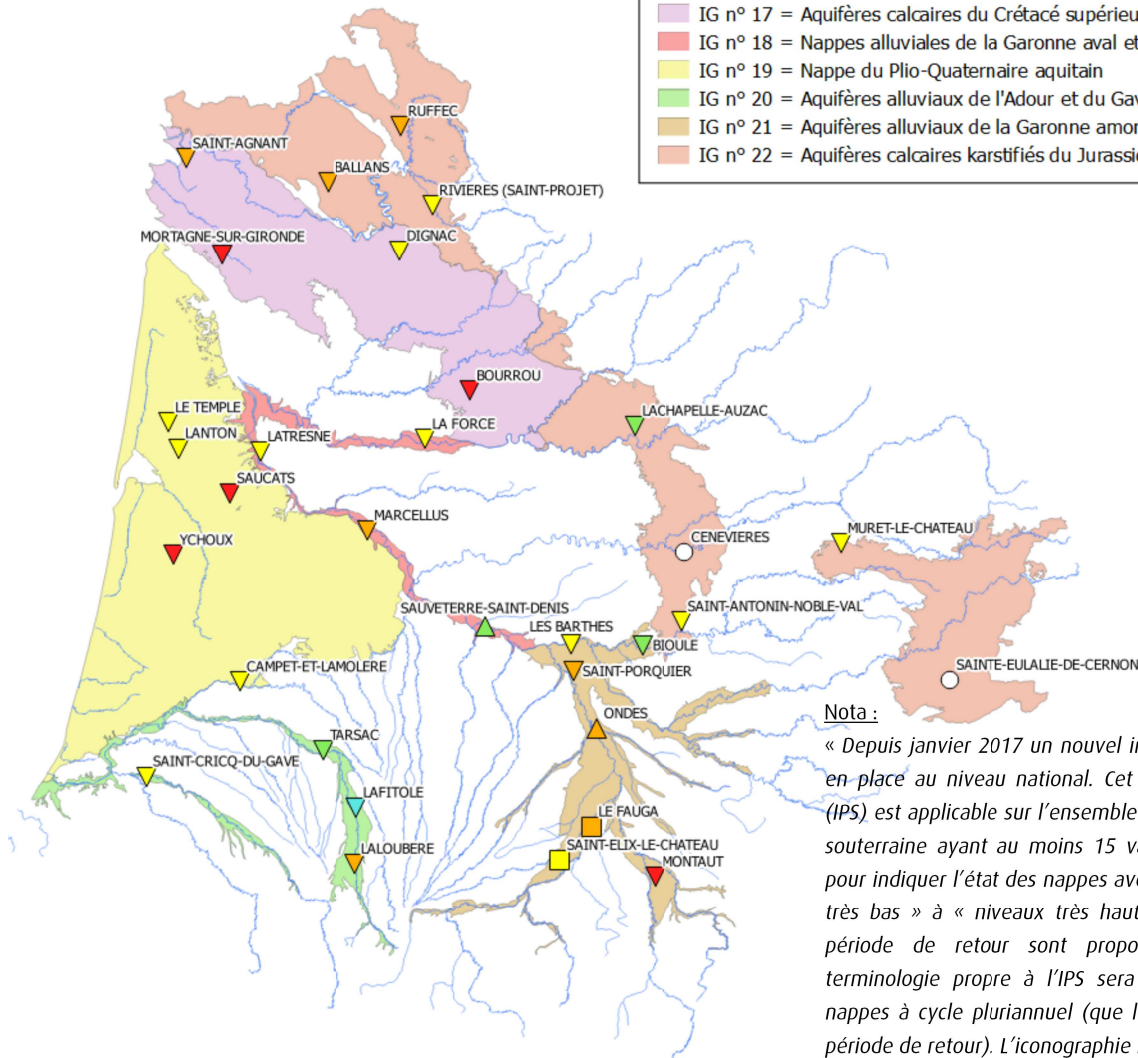 IG n° 17 = Aquifères calcaires du Crétacé supérieu
IG n° 18 = Nappes alluviales de la Garonne aval et
IG n° 19 = Nappe du Plio-Quaternaire aquitain
IG n° 20 = Aquifères alluviaux de l'Adour et du Gav
IG n° 21 = Aquifères alluviaux de la Garonne amon
IG n° 22 = Aquifères calcaires karstifiés du Jurassi
RUFFEC
SAINT-AGNANT
BALLANS
RIVIERES (SAINT-PROJET)
MORTAGNE-SUR-GIRONDE
DIGNAC
BOURROU
LE TEMPLE
LA FORCE
LACHAPELLE-AUZAC
LANTON
LATRESNE
SAUCATS
MARCELLUS
YCHOUX
CENEVIERES
MURET-LE-CHATEAU
SAUVETERRE-SAINT-DENIS
SAINT-ANTONIN-NOBLE-VAL
LES BARTHES
BIOULE
CAMPET-ET-LAMOLERE
SAINT-PORQUIER
SAINTE-EULALIE-DE-CERNON
ONDES
TARSAC
SAINT-CRICQ-DU-GAVE
LAFITOLE
LE FAUGA
LALOUBERE
SAINT-ELIX-LE-CHATEAU
MONTAUT
Nota :
« Depuis janvier 2017 un nouvel in
en place au niveau national. Cet
(IPS) est applicable sur l'ensemble
souterraine ayant au moins 15 va
pour indiquer l'état des nappes ave
très bas » à « niveaux très haut
période de retour sont propo
terminologie propre à l'IPS sera
nappes à cycle pluriannuel (que l
période de retour). L'iconographie